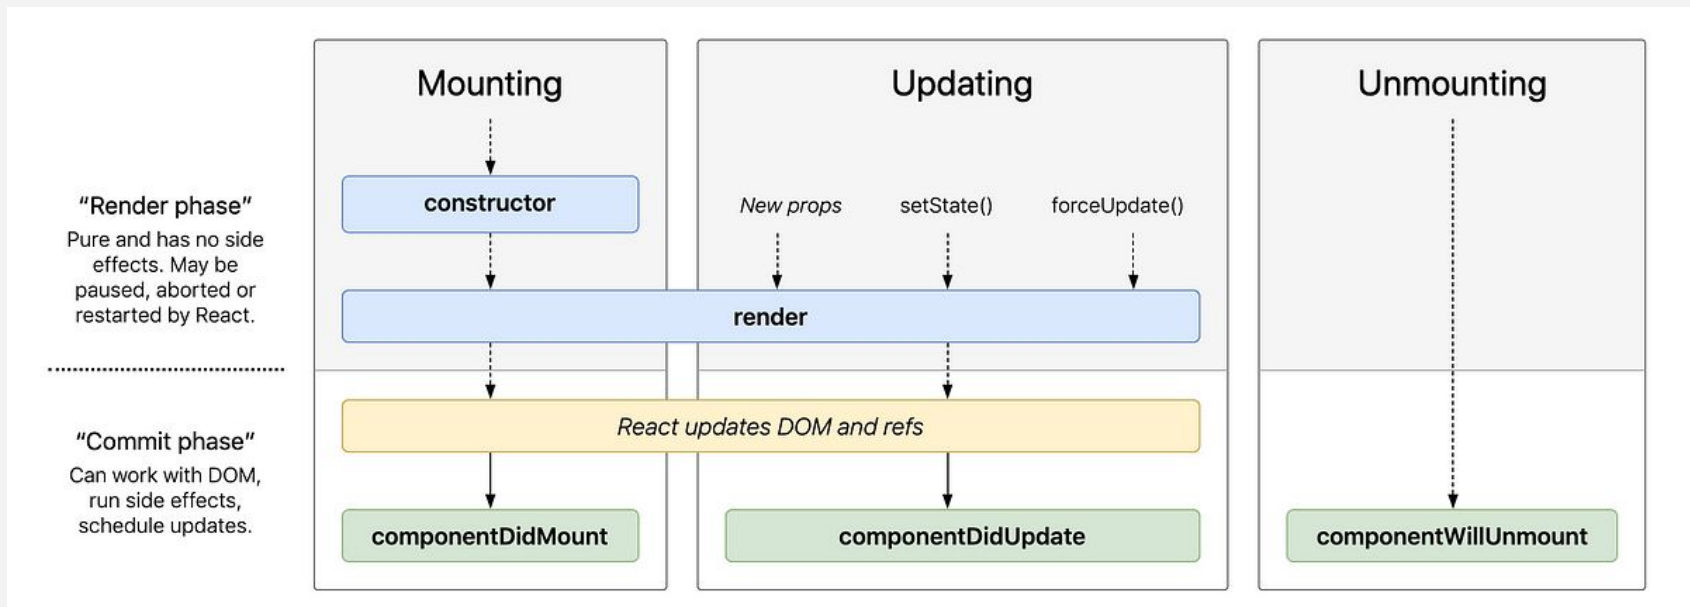 Mounting
Updating
Unmounting
“Render phase”
Pure and has no side
effects. May be
paused, aborted or
restarted by React.
constructor
New props
setState()
forceUpdate()
render
“Commit phase”
Can work with DOM,
run side effects,
schedule updates.
React updates DOM and refs
componentDidMount
componentDidUpdate
componentWillUnmount